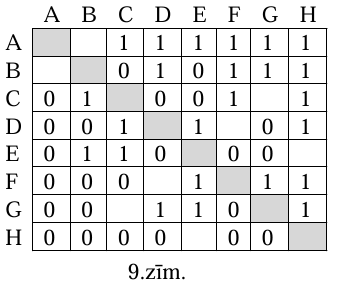 A B C D E F G H
A 1 1 1 1 1 1
B 0 1 0 1 1 1
C 0 1 0 0 1 1
D 0 0 1 1 0 1
E 0 1 1 0 0 0
F 0 0 0 1 1 1
G 0 0 1 1 0 1
H 0 0 0 0 0 0
9.zīm.